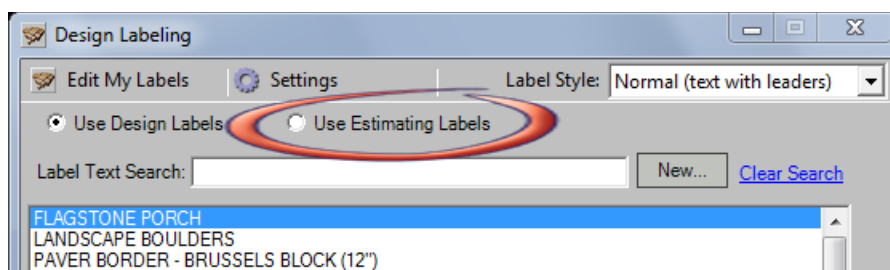 Design Labeling
Edit My Labels Settings Label Style: Normal (text with leaders)
Use Design Labels Use Estimating Labels
Label Text Search: New... Clear Search
FLAGSTONE PORCH
LANDSCAPE BOULDERS
PAVER BORDER - BRUSSELS BLOCK (12")